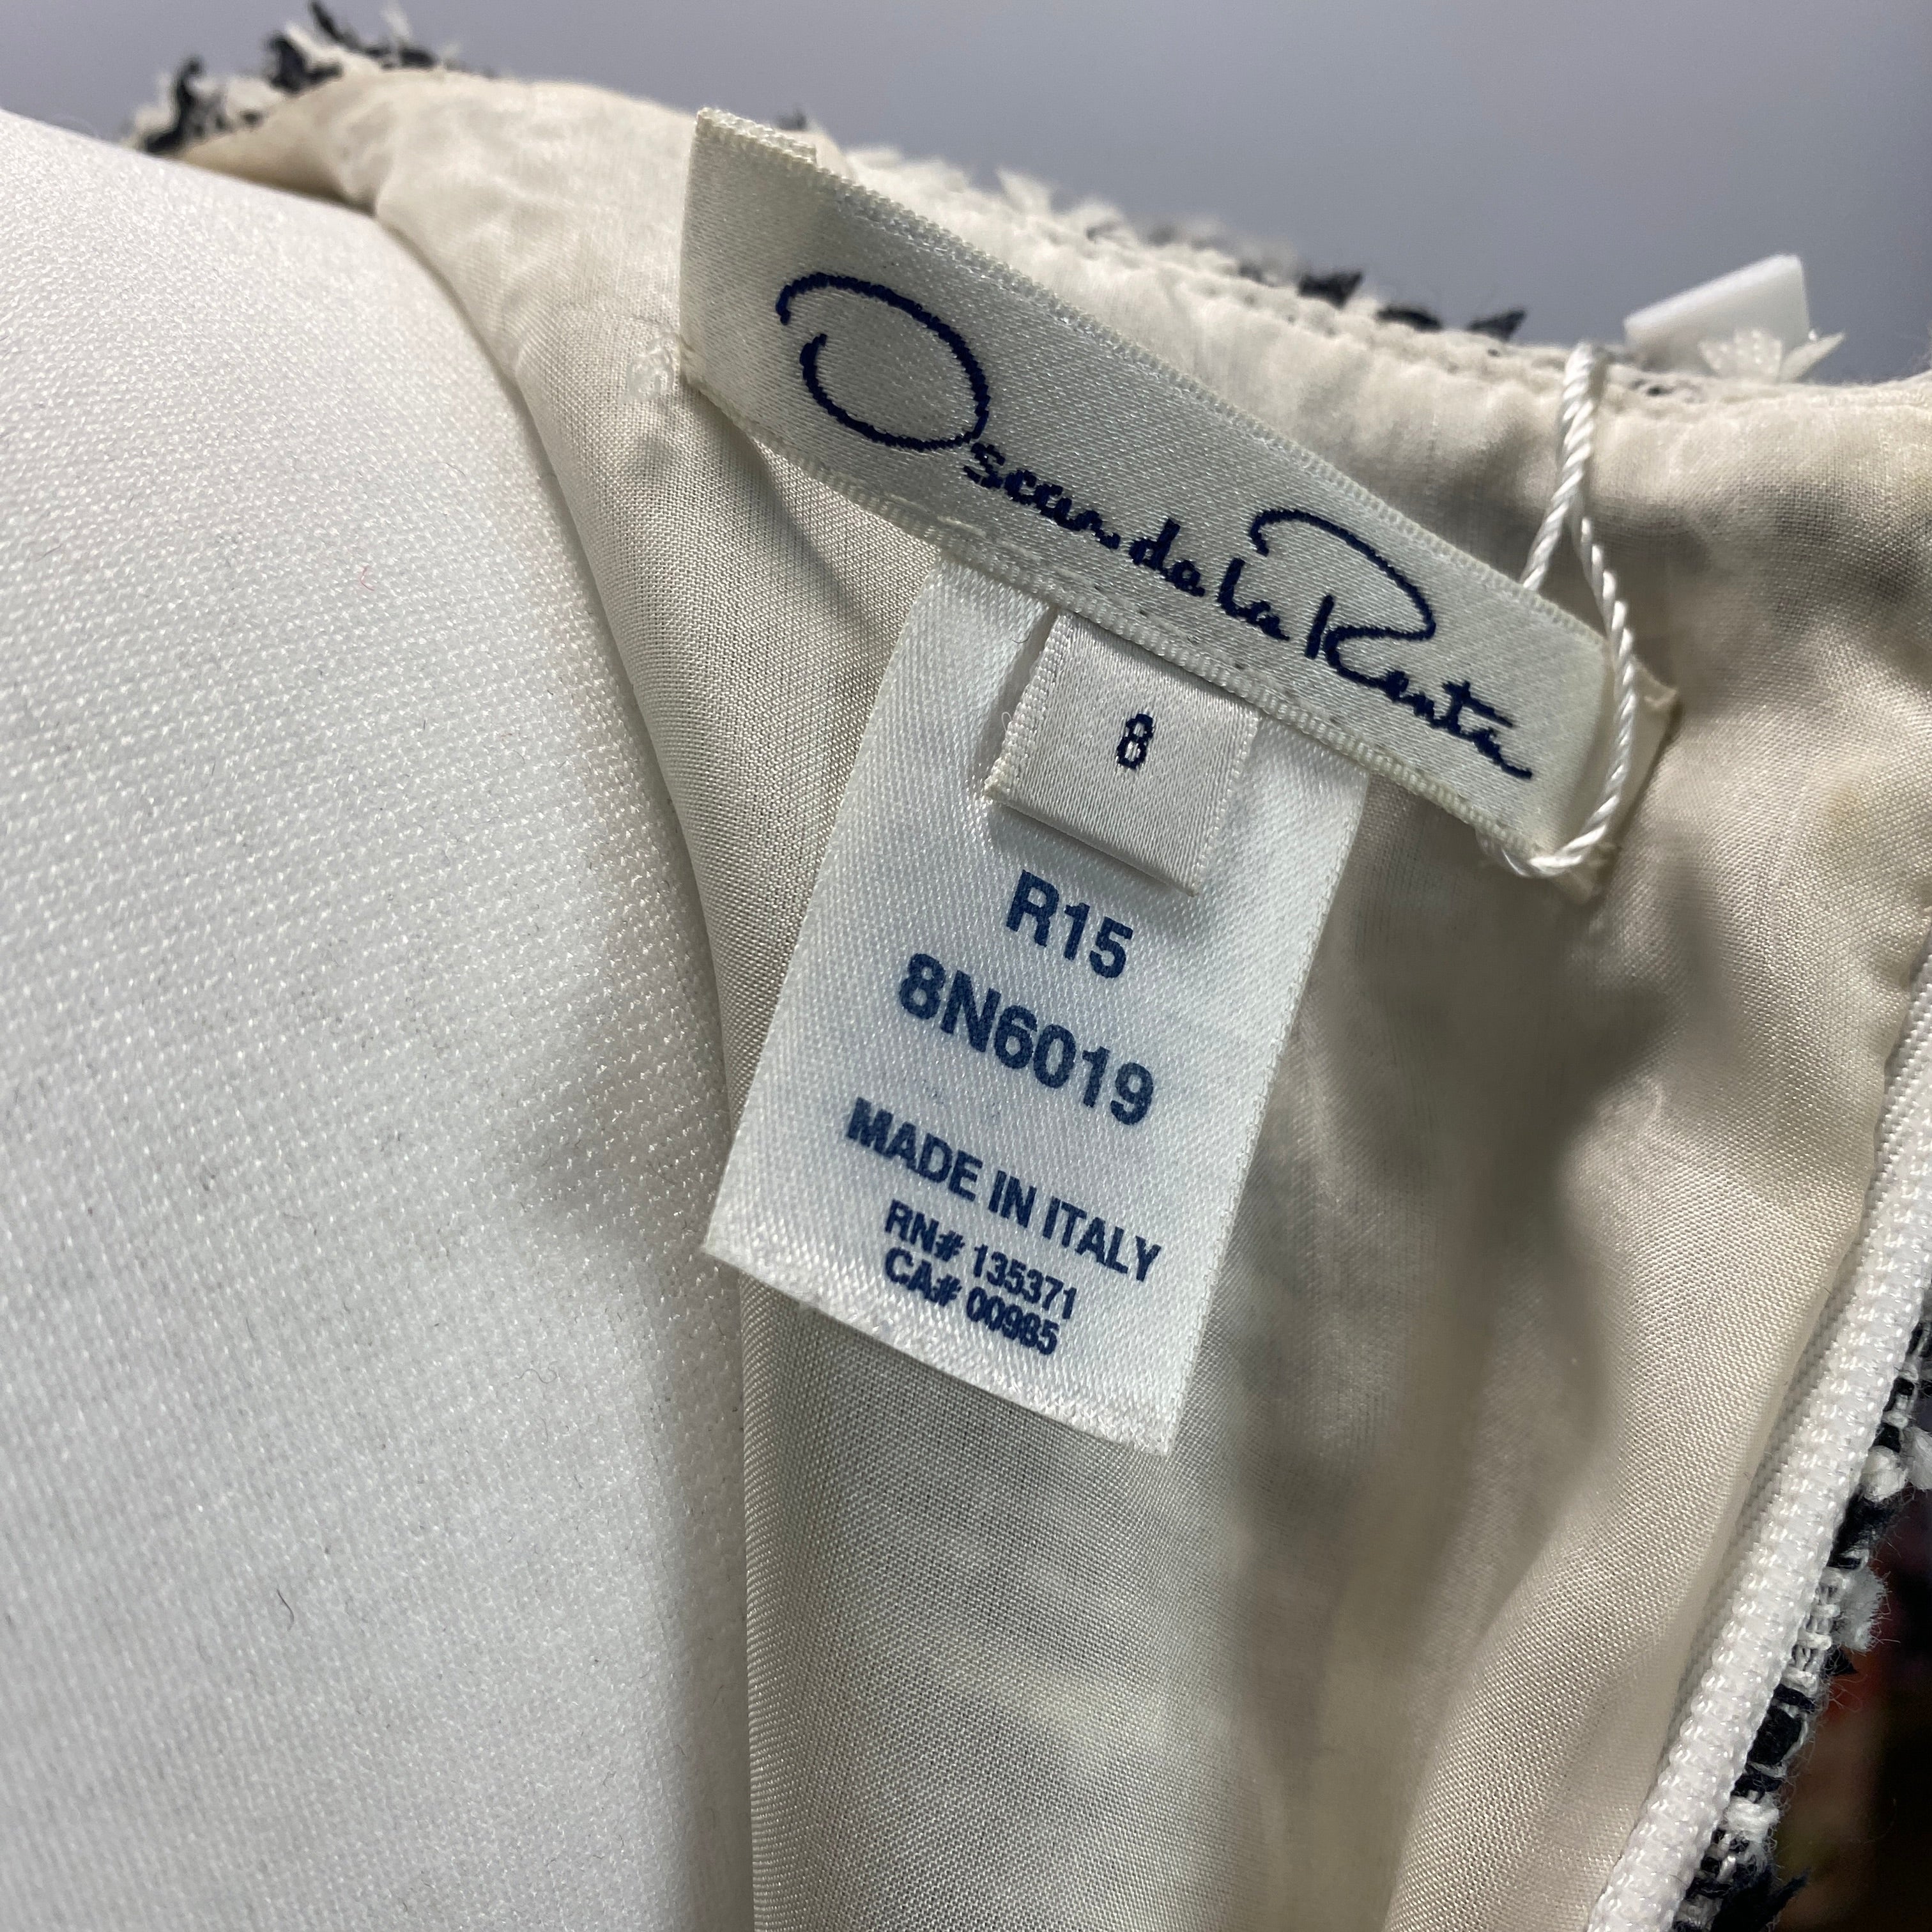 Oscar de la Renta
8
R15
8N6019
MADE IN ITALY
RN# 135371
CA# 00985